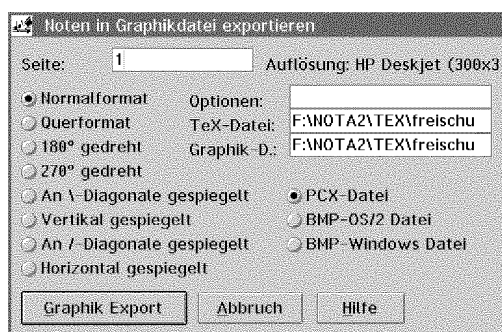 Noten in Graphikdatei exportieren
Seite: 1 Auflösung: HP Deskjet (300x3
Normalformat Optionen:
Querformat TeX-Datei: F:\NOTA2\TEX\freischu
180° gedreht Graphik-D.: F:\NOTA2\TEX\freischu
270° gedreht
An \-Diagonale gespiegelt PCX-Datei
Vertikal gespiegelt BMP-OS/2 Datei
An /-Diagonale gespiegelt BMP-Windows Datei
Horizontal gespiegelt
Graphik Export Abbruch Hilfe